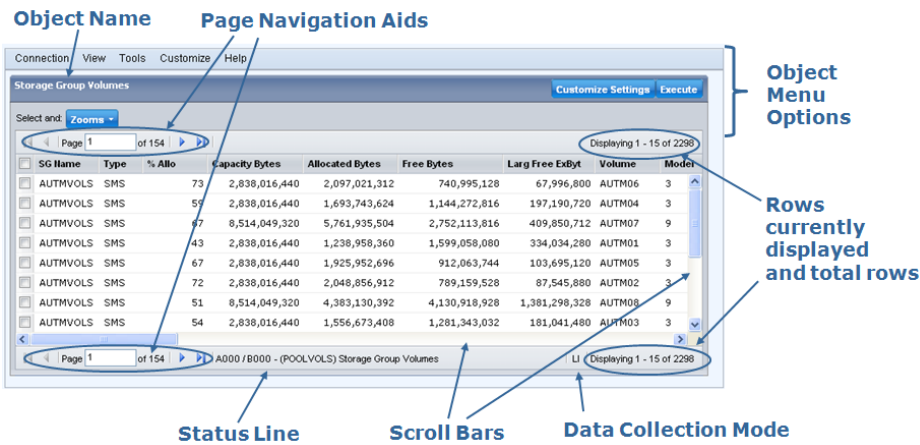 Object Name
Page Navigation Aids
Connection View Tools Customize Help
Storage Group Volumes
Customize Settings Execute
Object
Menu
Options
Select and: Zooms
Page 1 of 154
Displaying 1 - 15 of 2298
SG Name Type % Allo Capacity Bytes Allocated Bytes Free Bytes Larg Free ExByt Volume Model
AUTMVOLS SMS 73 2,838,016,440 2,097,021,312 740,995,128 67,996,800 AUTM06 3
AUTMVOLS SMS 59 2,838,016,440 1,693,743,624 1,144,272,816 197,190,720 AUTM04 3
AUTMVOLS SMS 67 8,514,049,320 5,761,935,504 2,752,113,816 409,850,712 AUTM07 9
AUTMVOLS SMS 43 2,838,016,440 1,238,958,360 1,599,058,080 334,034,280 AUTM01 3
AUTMVOLS SMS 67 2,838,016,440 1,925,952,696 912,063,744 103,695,120 AUTM05 3
AUTMVOLS SMS 72 2,838,016,440 2,048,856,912 789,159,528 87,545,880 AUTM02 3
AUTMVOLS SMS 51 8,514,049,320 4,383,130,392 4,130,918,928 1,381,298,328 AUTM08 9
AUTMVOLS SMS 54 2,838,016,440 1,556,673,408 1,281,343,032 181,041,480 AUTM03 3
Rows
currently
displayed
and total rows
Page 1 of 154
A000 / B000 - (POOLVOLS) Storage Group Volumes
LI
Displaying 1 - 15 of 2298
Status Line
Scroll Bars
Data Collection Mode